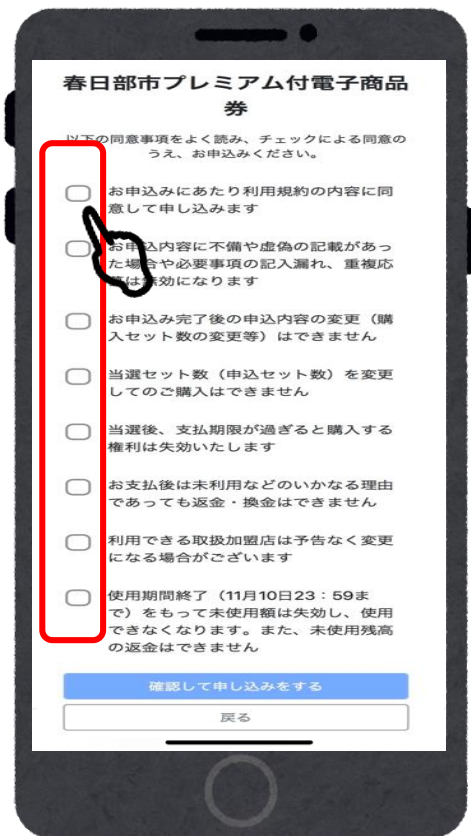 春日部市プレミアム付電子商品
券
以下の同意事項をよく読み、チェックによる同意の
うえ、お申込みください。
お申込みにあたり利用規約の内容に同
意して申し込みます
お申込内容に不備や虚偽の記載があっ
た場合や必要事項の記入漏れ、重複応
は無効になります
お申込み完了後の申込内容の変更（購
入セット数の変更等）はできません
当選セット数（申込セット数）を変更
してのご購入はできません
当選後、支払期限が過ぎると購入する
権利は失効いたします
お支払後は未利用などのいかなる理由
であっても返金・換金はできません
利用できる取扱加盟店は予告なく変更
になる場合がございます
使用期間終了（11月10日23：59ま
で）をもって未使用額は失効し、使用
できなくなります。また、未使用残高
の返金はできません
確認して申し込みをする
戻る